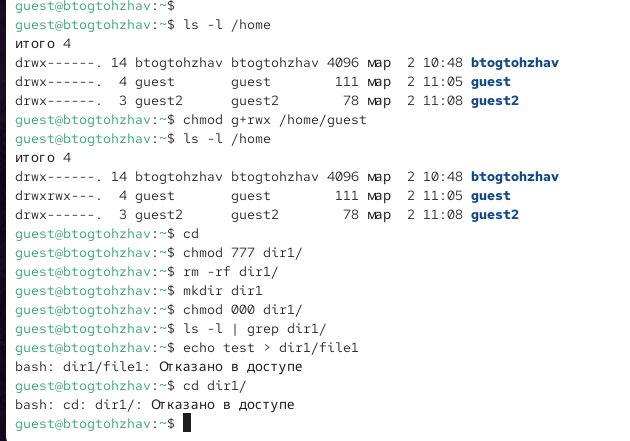 guest@btogtohzhav:~$
guest@btogtohzhav:~$ ls -l /home
итого 4
drwx------. 14 btogtohzhav btogtohzhav 4096 мар  2 10:48 btogtohzhav
drwx------.  4 guest       guest        111 мар  2 11:05 guest
drwx------.  3 guest2      guest2        78 мар  2 11:08 guest2
guest@btogtohzhav:~$ chmod g+rwx /home/guest
guest@btogtohzhav:~$ ls -l /home
итого 4
drwx------. 14 btogtohzhav btogtohzhav 4096 мар  2 10:48 btogtohzhav
drwxrwx---.  4 guest       guest        111 мар  2 11:05 guest
drwx------.  3 guest2      guest2        78 мар  2 11:08 guest2
guest@btogtohzhav:~$ cd
guest@btogtohzhav:~$ chmod 777 dir1/
guest@btogtohzhav:~$ rm -rf dir1/
guest@btogtohzhav:~$ mkdir dir1
guest@btogtohzhav:~$ chmod 000 dir1/
guest@btogtohzhav:~$ ls -l | grep dir1/
guest@btogtohzhav:~$ echo test > dir1/file1
bash: dir1/file1: Отказано в доступе
guest@btogtohzhav:~$ cd dir1/
bash: cd: dir1/: Отказано в доступе
guest@btogtohzhav:~$